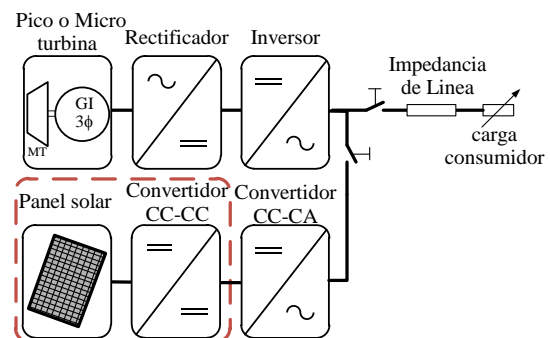 Pico o Micro
turbina
Rectificador
Inversor
GI
3ϕ
MT
Impedancia
de Linea
carga
consumidor
Panel solar
Convertidor
CC-CC
Convertidor
CC-CA